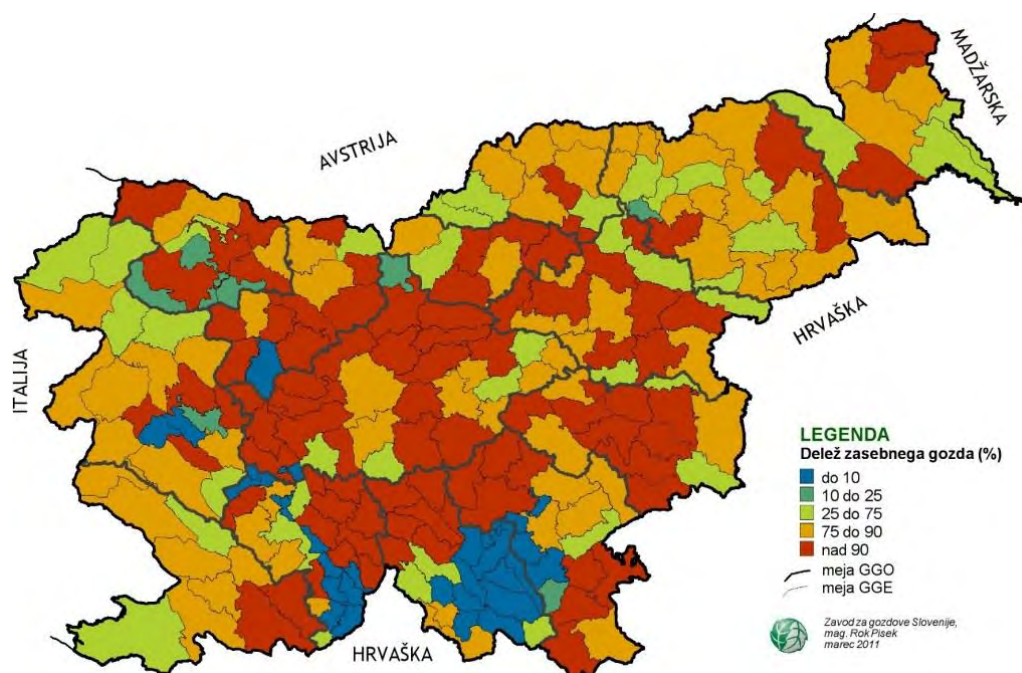 MADŽARSKA
AVSTRIJA
HRVAŠKA
ITALIJA
LEGENDA
Delež zasebnega gozda (%)
do 10
10 do 25
25 do 75
75 do 90
nad 90
meja GGO
meja GGE
Zavod za gozdove Slovenije,
mag. Rok Pisek
marec 2011
HRVAŠKA